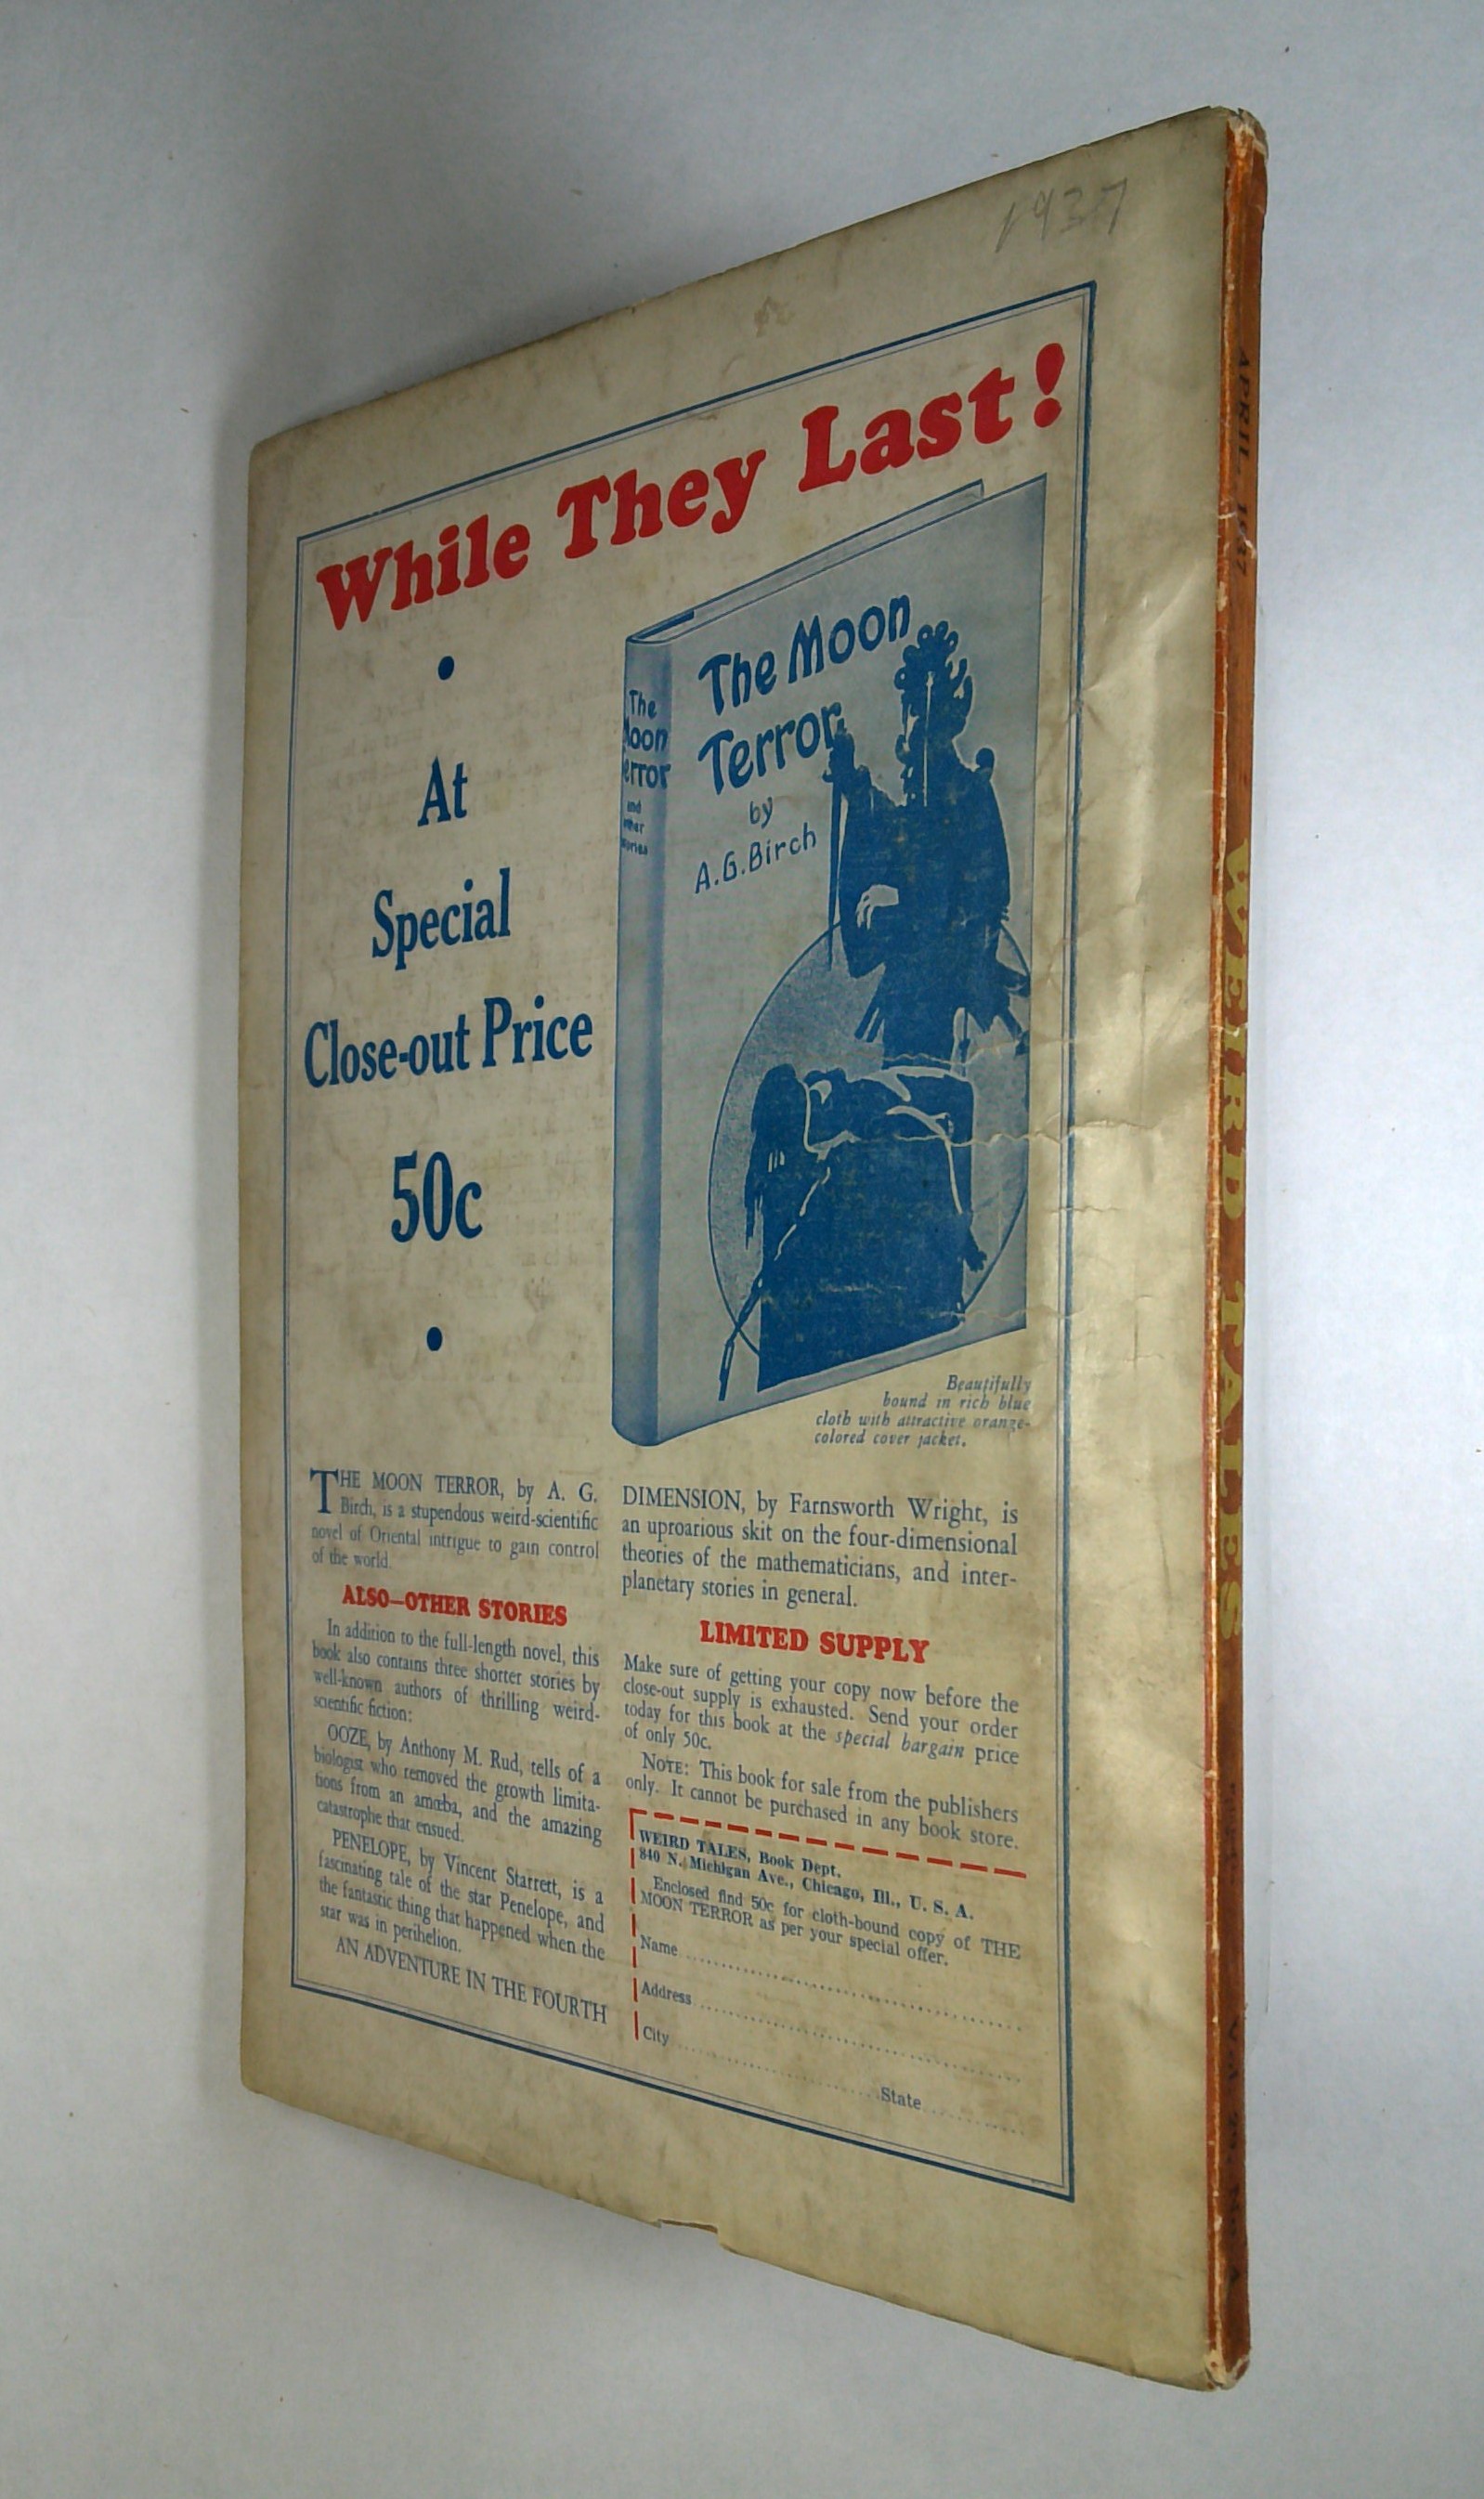 1937
While They Last!
At
Special
Close-out Price
50c
The
Moon
Terror
and
other
stories
The Moon
Terror
by
A.G.Birch
Beautifully
bound in rich blue
cloth with attractive orange-
colored cover jacket.
THE MOON TERROR, by A. G.
Birch, is a stupendous weird-scientific
novel of Oriental intrigue to gain control
of the world.
ALSO—OTHER STORIES
In addition to the full-length novel, this
book also contains three shorter stories by
well-known authors of thrilling weird-
scientific fiction:
OOZE, by Anthony M. Rud, tells of a
biologist who removed the growth limita-
tions from an amœba, and the amazing
catastrophe that ensued.
PENELOPE, by Vincent Starrett, is a
fascinating tale of the star Penelope, and
the fantastic thing that happened when the
star was in perihelion.
AN ADVENTURE IN THE FOURTH
DIMENSION, by Farnsworth Wright, is
an uproarious skit on the four-dimensional
theories of the mathematicians, and inter-
planetary stories in general.
LIMITED SUPPLY
Make sure of getting your copy now before the
close-out supply is exhausted. Send your order
today for this book at the special bargain price
of only 50c.
NOTE: This book for sale from the publishers
only. It cannot be purchased in any book store.
WEIRD TALES, Book Dept.
840 N. Michigan Ave., Chicago, Ill., U. S. A.
Enclosed find 50c for cloth-bound copy of THE
MOON TERROR as per your special offer.
Name
Address
City State
APRIL, 1937
WEIRD TALES